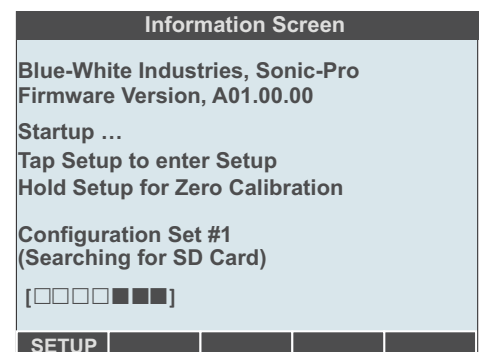 Information Screen
Blue-White Industries, Sonic-Pro
Firmware Version, A01.00.00
Startup ...
Tap Setup to enter Setup
Hold Setup for Zero Calibration
Configuration Set #1
(Searching for SD Card)
[□□□□■■■]
SETUP